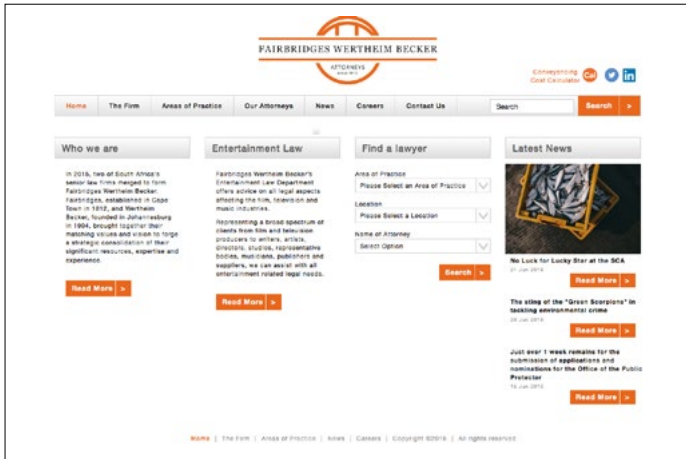 FAIRBRIDGES WERTHEIM BECKER
ATTORNEYS
Conveyancing
Cost Calculator
Cal
in
Home
The Firm
Areas of Practice
Our Attorneys
News
Careers
Contact Us
Search
Search >
Who we are
In 2015, two of South Africa's
senior law firms merged to form
Fairbridges Wertheim Becker.
Fairbridges, established in Cape
Town in 1812, and Wertheim
Becker, founded in Johannesburg
in 1904, brought together their
matching values and vision to forge
a strategic consolidation of their
significant resources, expertise and
experience.
Read More >
Entertainment Law
Fairbridges Wertheim Becker's
Entertainment Law Department
offers advice on all legal aspects
affecting the film, television and
music industries.
Representing a broad spectrum of
clients from film and television
producers to writers, artists,
directors, studios, representative
bodies, musicians, publishers and
suppliers, we can assist with all
entertainment related legal needs.
Read More >
Find a lawyer
Area of Practice
Please Select an Area of Practice
Location
Please Select a Location
Name of Attorney
Select Option
Search >
Latest News
No Luck for Lucky Star at the SCA
21 Jun 2016
Read More >
The sting of the "Green Scorpions" in
tackling environmental crime
Jun 2016
Read More >
Just over 1 week remains for the
submission of applications and
nominations for the Office of the Public
Protector
Jun 2016
Read More >
Home | The Firm | Areas of Practice | News | Careers | Copyright ©2016 | All rights reserved